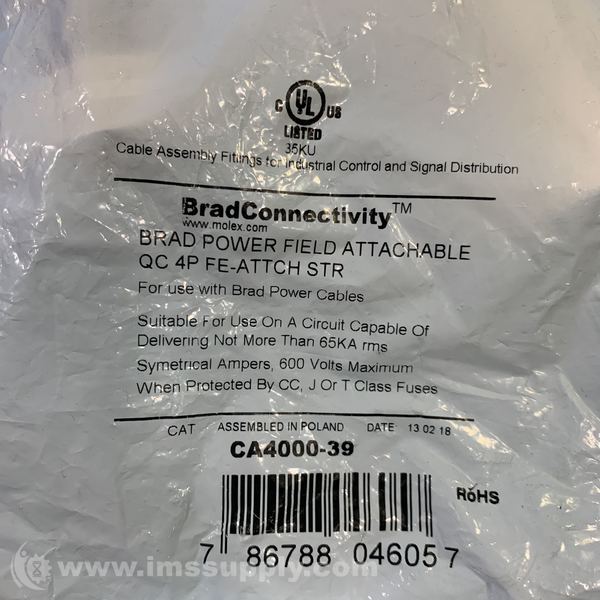 C UL US
LISTED
35KU
Cable Assembly Fittings for Industrial Control and Signal Distribution
BradConnectivity™
www.molex.com
BRAD POWER FIELD ATTACHABLE
QC 4P FE-ATTCH STR
For use with Brad Power Cables
Suitable For Use On A Circuit Capable Of
Delivering Not More Than 65KA rms
Symetrical Ampers, 600 Volts Maximum
When Protected By CC, J Or T Class Fuses
CAT ASSEMBLED IN POLAND DATE: 13 02 18
CA4000-39
RoHS
7 86788 04605 7
www.imssupply.com